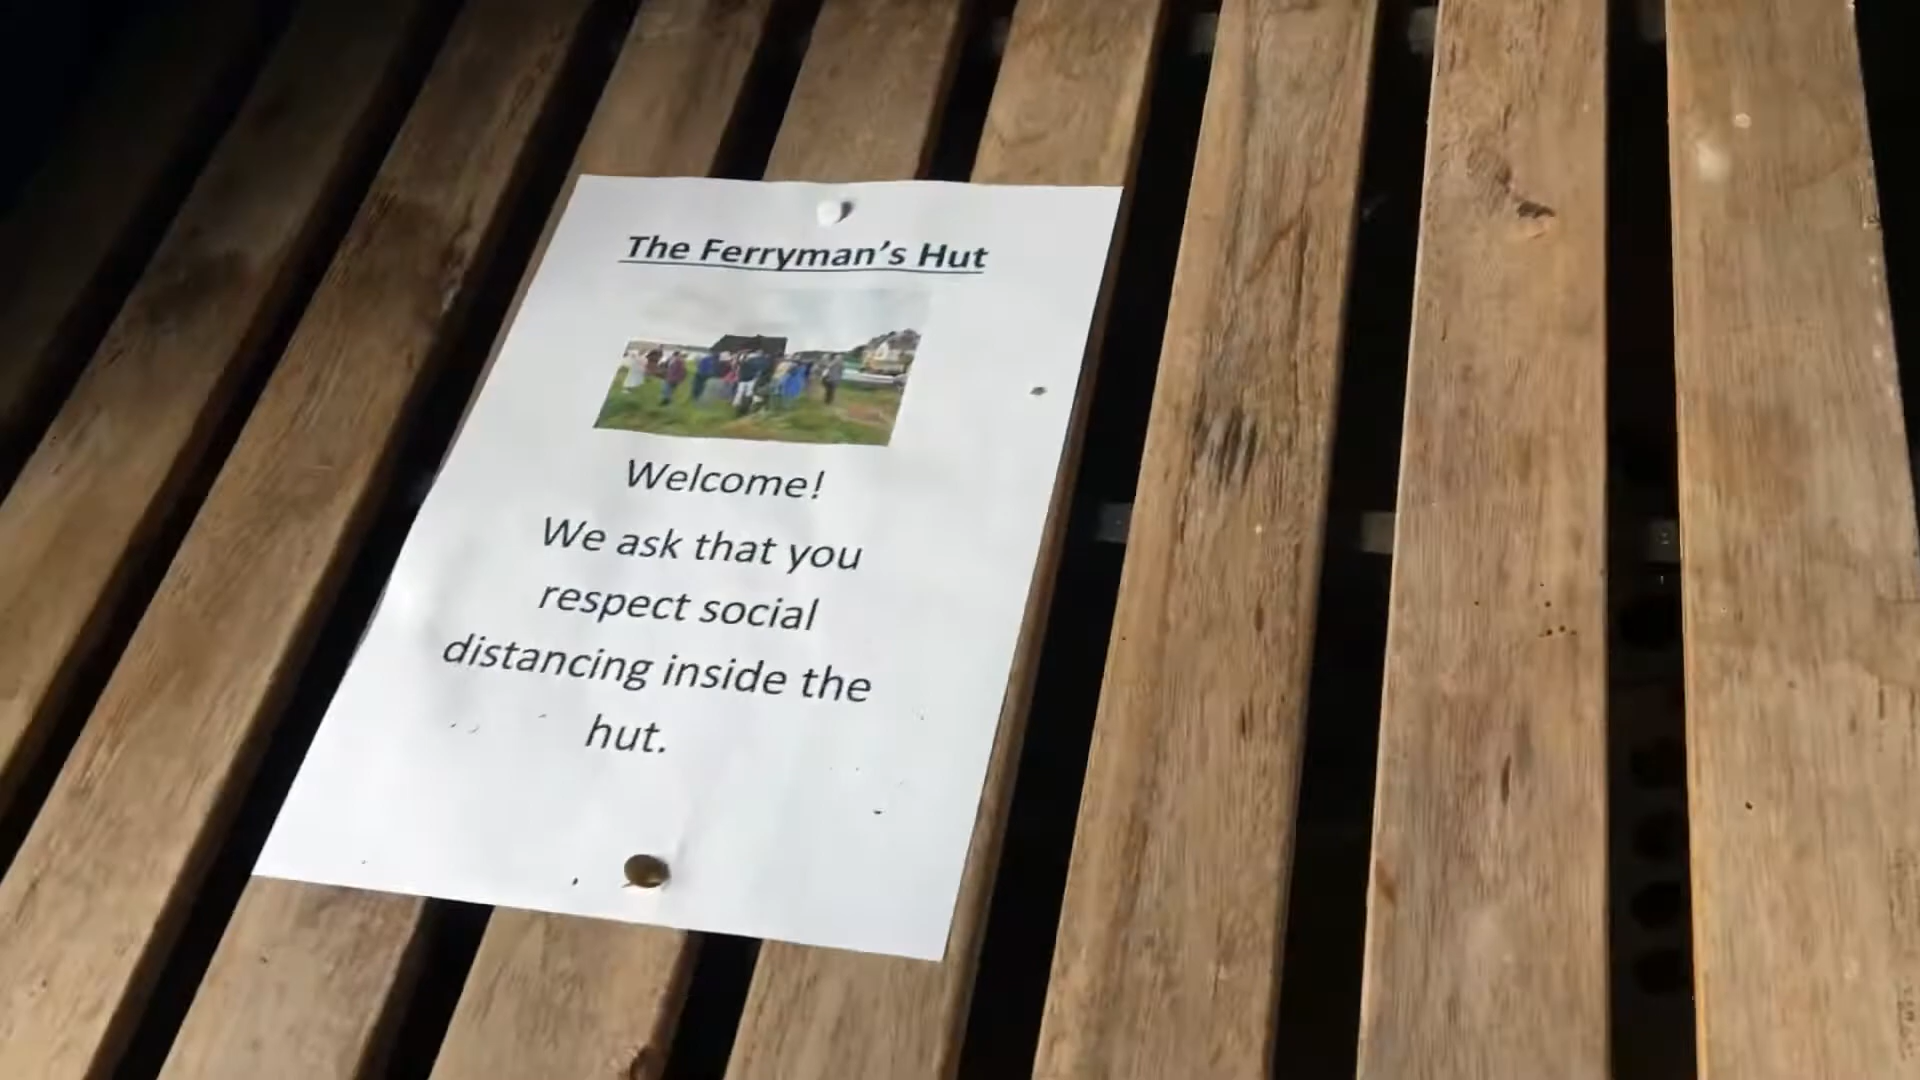 The Ferryman's Hut
Welcome!
We ask that you
respect social
distancing inside the
hut.